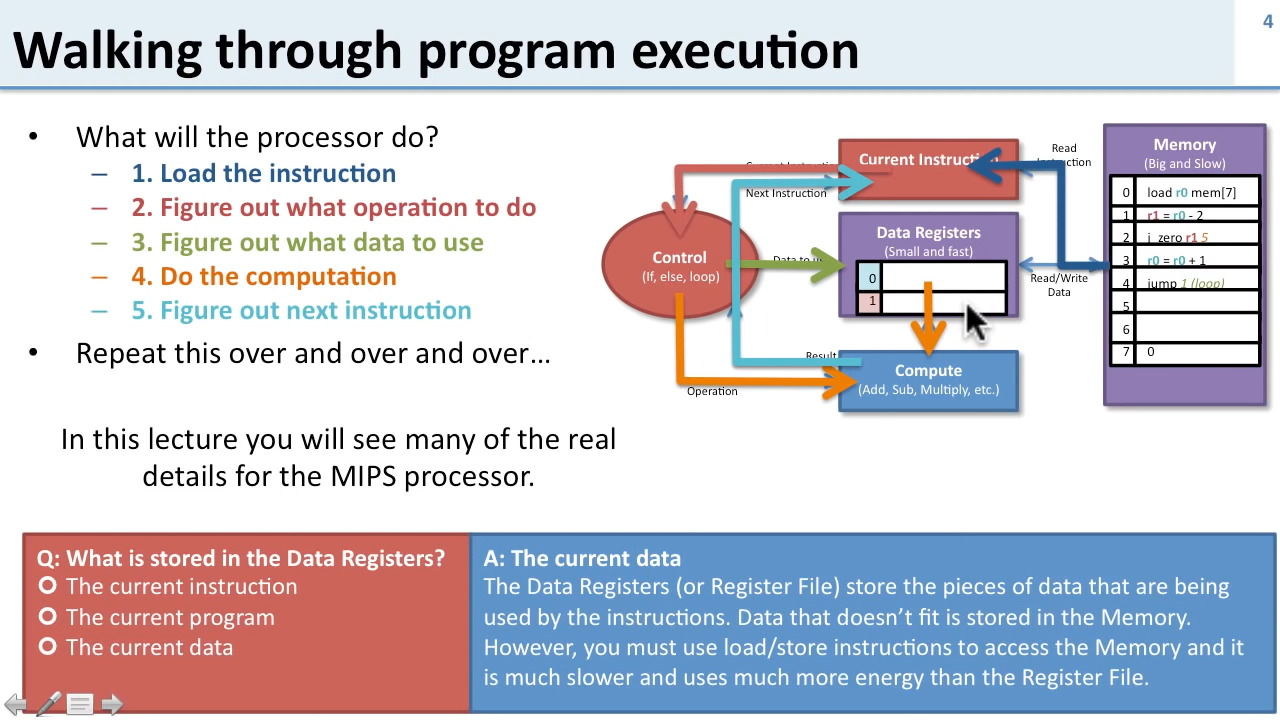 4
Walking through program execution
• What will the processor do?
– 1. Load the instruction
– 2. Figure out what operation to do
– 3. Figure out what data to use
– 4. Do the computation
– 5. Figure out next instruction
• Repeat this over and over and over...
In this lecture you will see many of the real
details for the MIPS processor.
Current
Next Instruction
Control
(If, else, loop)
Data to
Operation
Result
Current
Data Registers
(Small and fast)
0
1
Compute
(Add, Sub, Multiply, etc.)
Read
Read/Write
Data
Memory
(Big and Slow)
0 load r0 mem[7]
1 r1 = r0 - 2
2 j_zero r1 5
3 r0 = r0 + 1
4 jump 1 (loop)
5
6
7 0
Q: What is stored in the Data Registers?
The current instruction
The current program
The current data
A: The current data
The Data Registers (or Register File) store the pieces of data that are being
used by the instructions. Data that doesn’t fit is stored in the Memory.
However, you must use load/store instructions to access the Memory and it
is much slower and uses much more energy than the Register File.